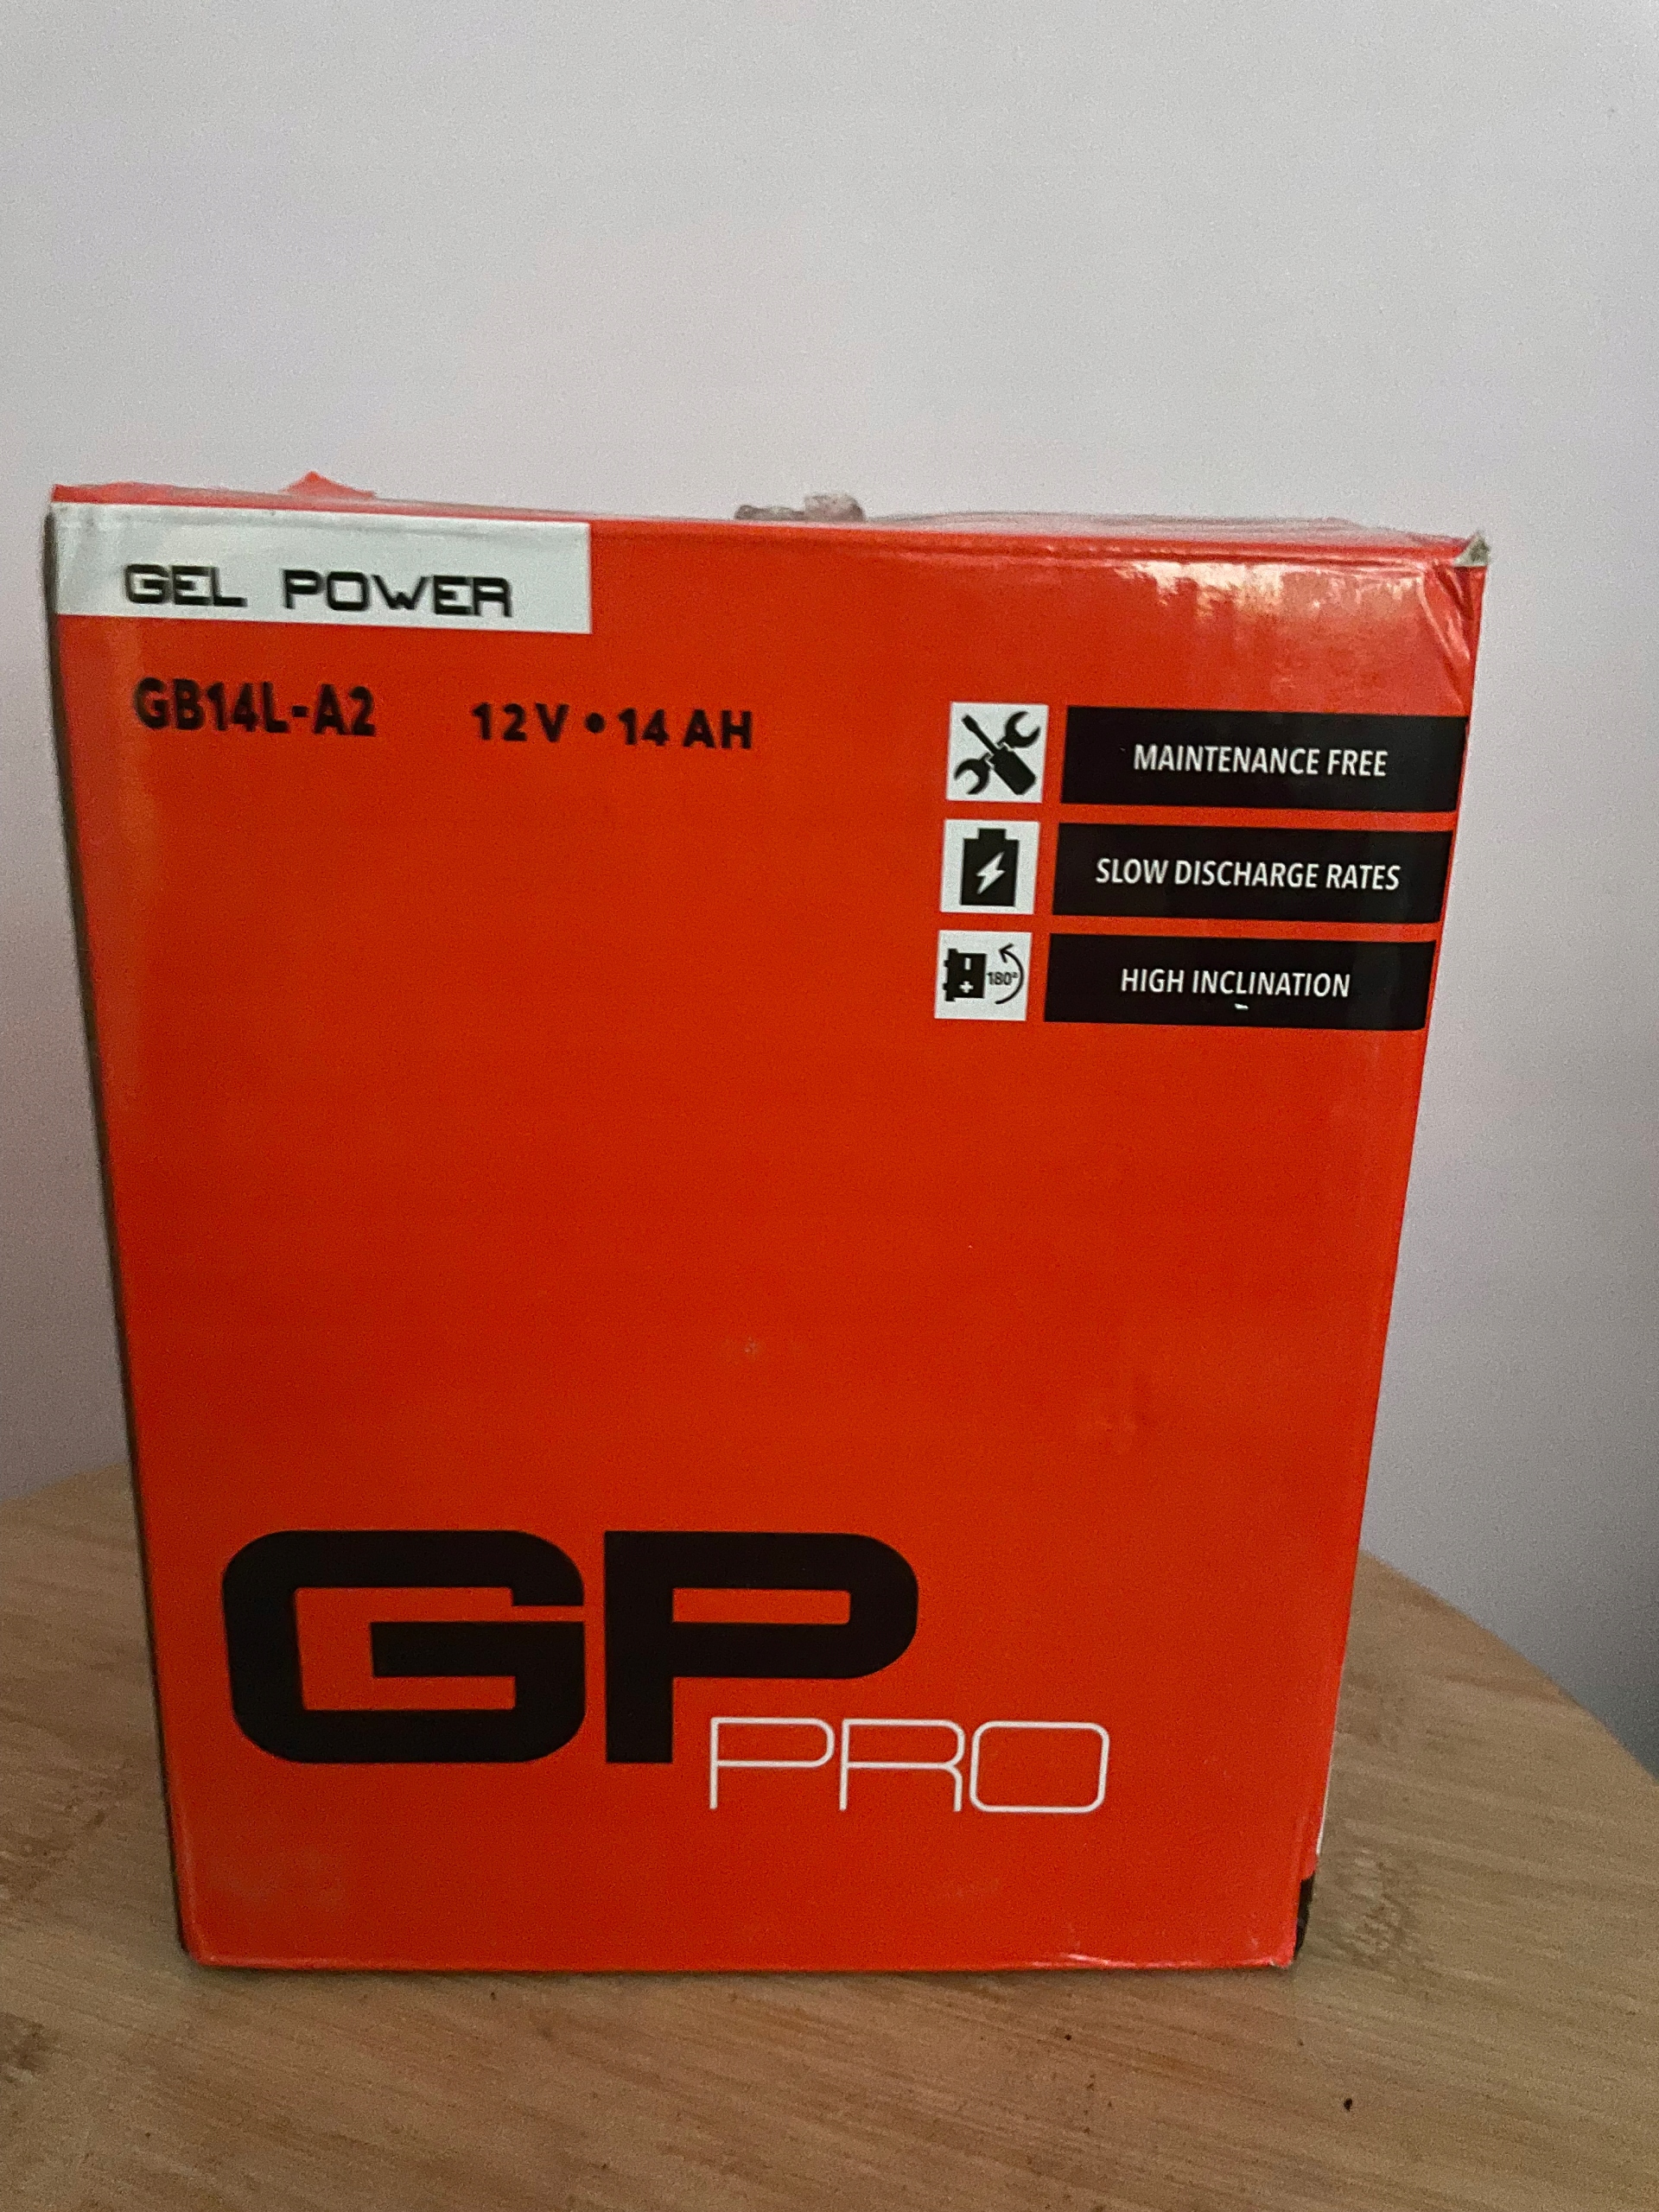 GEL POWER
GB14L-A2 12V • 14 AH
MAINTENANCE FREE
SLOW DISCHARGE RATES
180°
HIGH INCLINATION
GP
PRO